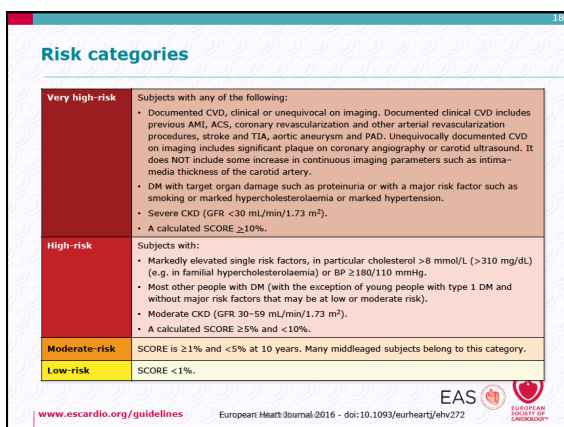 18
Risk categories
Very high-risk
Subjects with any of the following:
• Documented CVD, clinical or unequivocal on imaging. Documented clinical CVD includes
previous AMI, ACS, coronary revascularization and other arterial revascularization
procedures, stroke and TIA, aortic aneurysm and PAD. Unequivocally documented CVD
on imaging includes significant plaque on coronary angiography or carotid ultrasound. It
does NOT include some increase in continuous imaging parameters such as intima–
media thickness of the carotid artery.
• DM with target organ damage such as proteinuria or with a major risk factor such as
smoking or marked hypercholesterolaemia or marked hypertension.
• Severe CKD (GFR <30 mL/min/1.73 m²).
• A calculated SCORE ≥10%.
High-risk
Subjects with:
• Markedly elevated single risk factors, in particular cholesterol >8 mmol/L (>310 mg/dL)
(e.g. in familial hypercholesterolaemia) or BP ≥180/110 mmHg.
• Most other people with DM (with the exception of young people with type 1 DM and
without major risk factors that may be at low or moderate risk).
• Moderate CKD (GFR 30–59 mL/min/1.73 m²).
• A calculated SCORE ≥5% and <10%.
Moderate-risk
SCORE is ≥1% and <5% at 10 years. Many middleaged subjects belong to this category.
Low-risk
SCORE <1%.
EAS
EUROPEAN
SOCIETY OF
CARDIOLOGY®
www.escardio.org/guidelines
European Heart Journal 2016 - doi:10.1093/eurheartj/ehv272